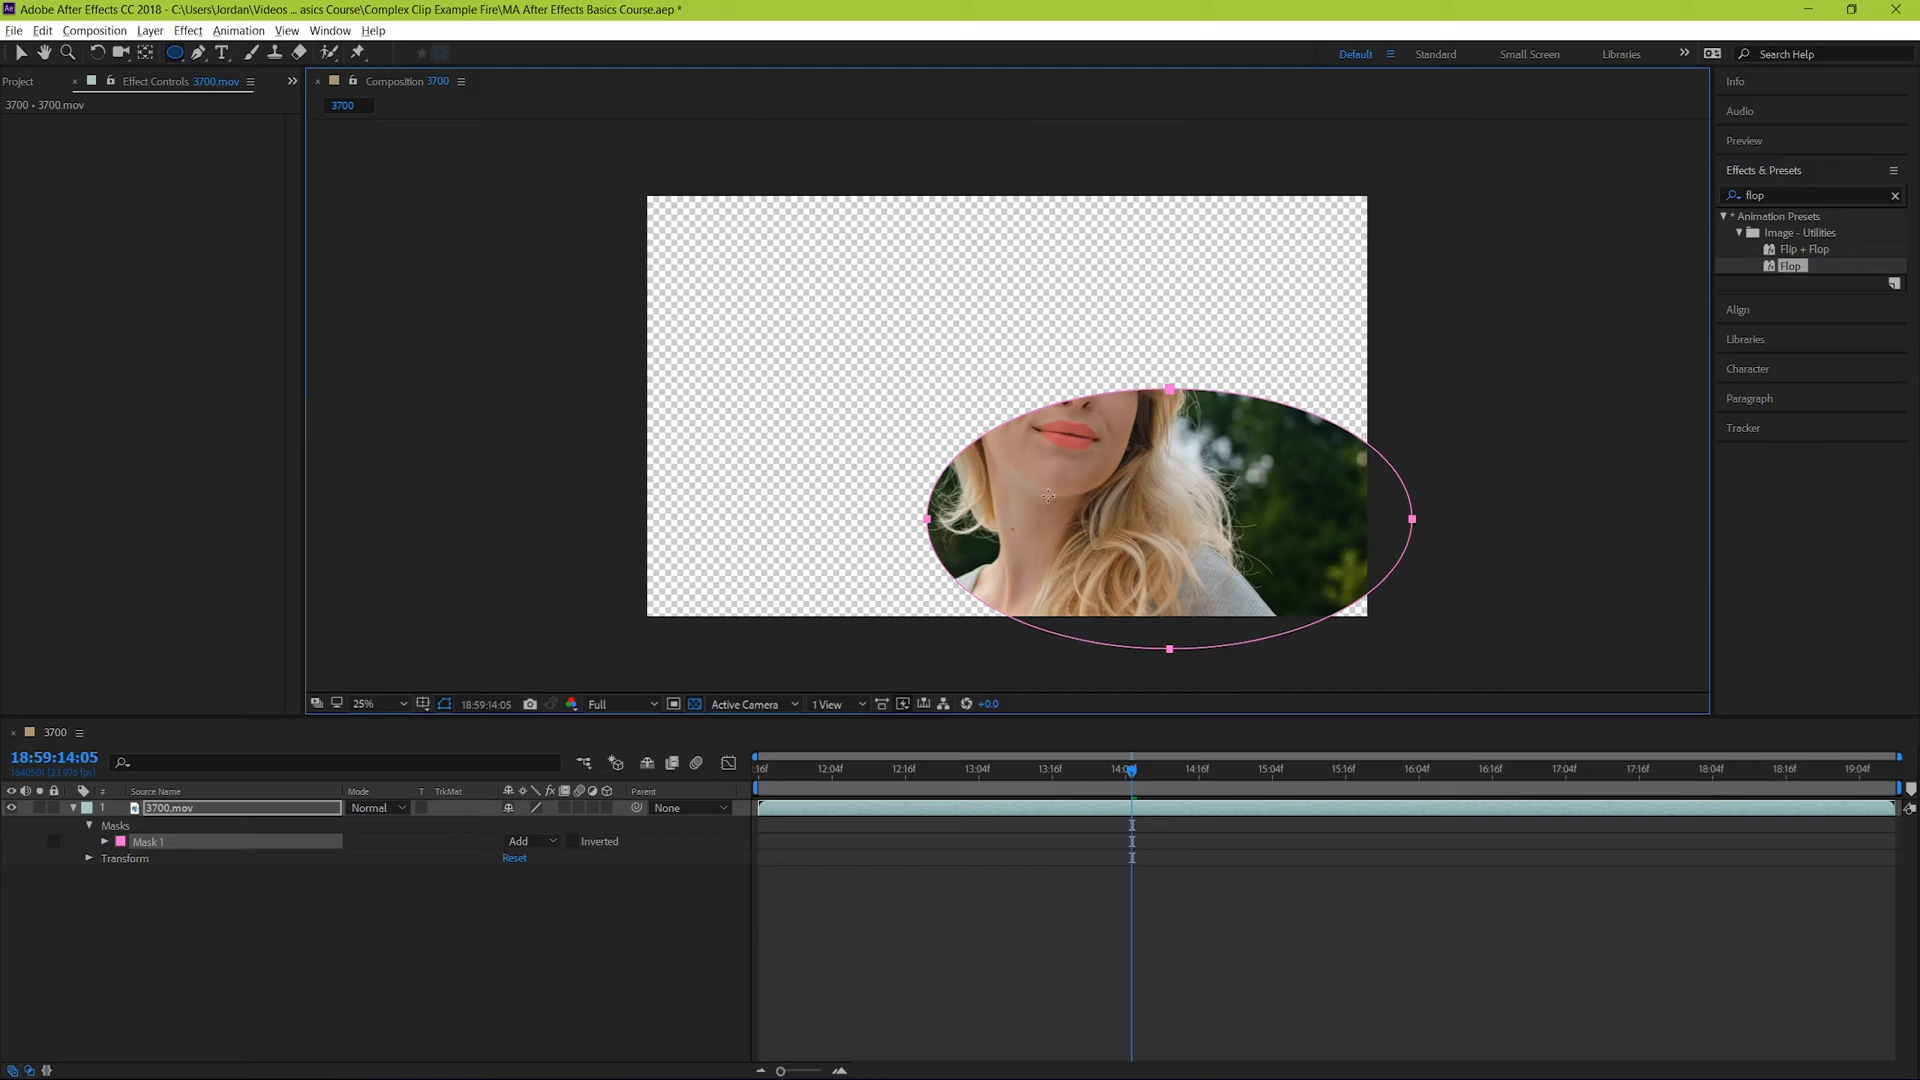 Adobe After Effects CC 2018 - C:\Users\Jordan\Videos ... asics Course\Complex Clip Example Fire\MA After Effects Basics Course.aep *
File Edit Composition Layer Effect Animation View Window Help
Default Standard Small Screen Libraries Search Help
Project Effect Controls 3700.mov Composition 3700 Info
3700 • 3700.mov 3700
Audio
Preview
Effects & Presets
flop
* Animation Presets
Image - Utilities
Flip + Flop
Flop
Align
Libraries
Character
Paragraph
Tracker
25% 18:59:14:05 Full Active Camera 1 View +0.0
3700
18:59:14:05
1640501 (23.976 fps)
:16f 12:04f 12:16f 13:04f 13:16f 14:16f 15:04f 15:16f 16:04f 16:16f 17:04f 17:16f 18:04f 18:16f 19:04f
# Source Name Mode T TrkMat Parent
1 3700.mov Normal None
Masks
Mask 1 Add Inverted
Transform Reset